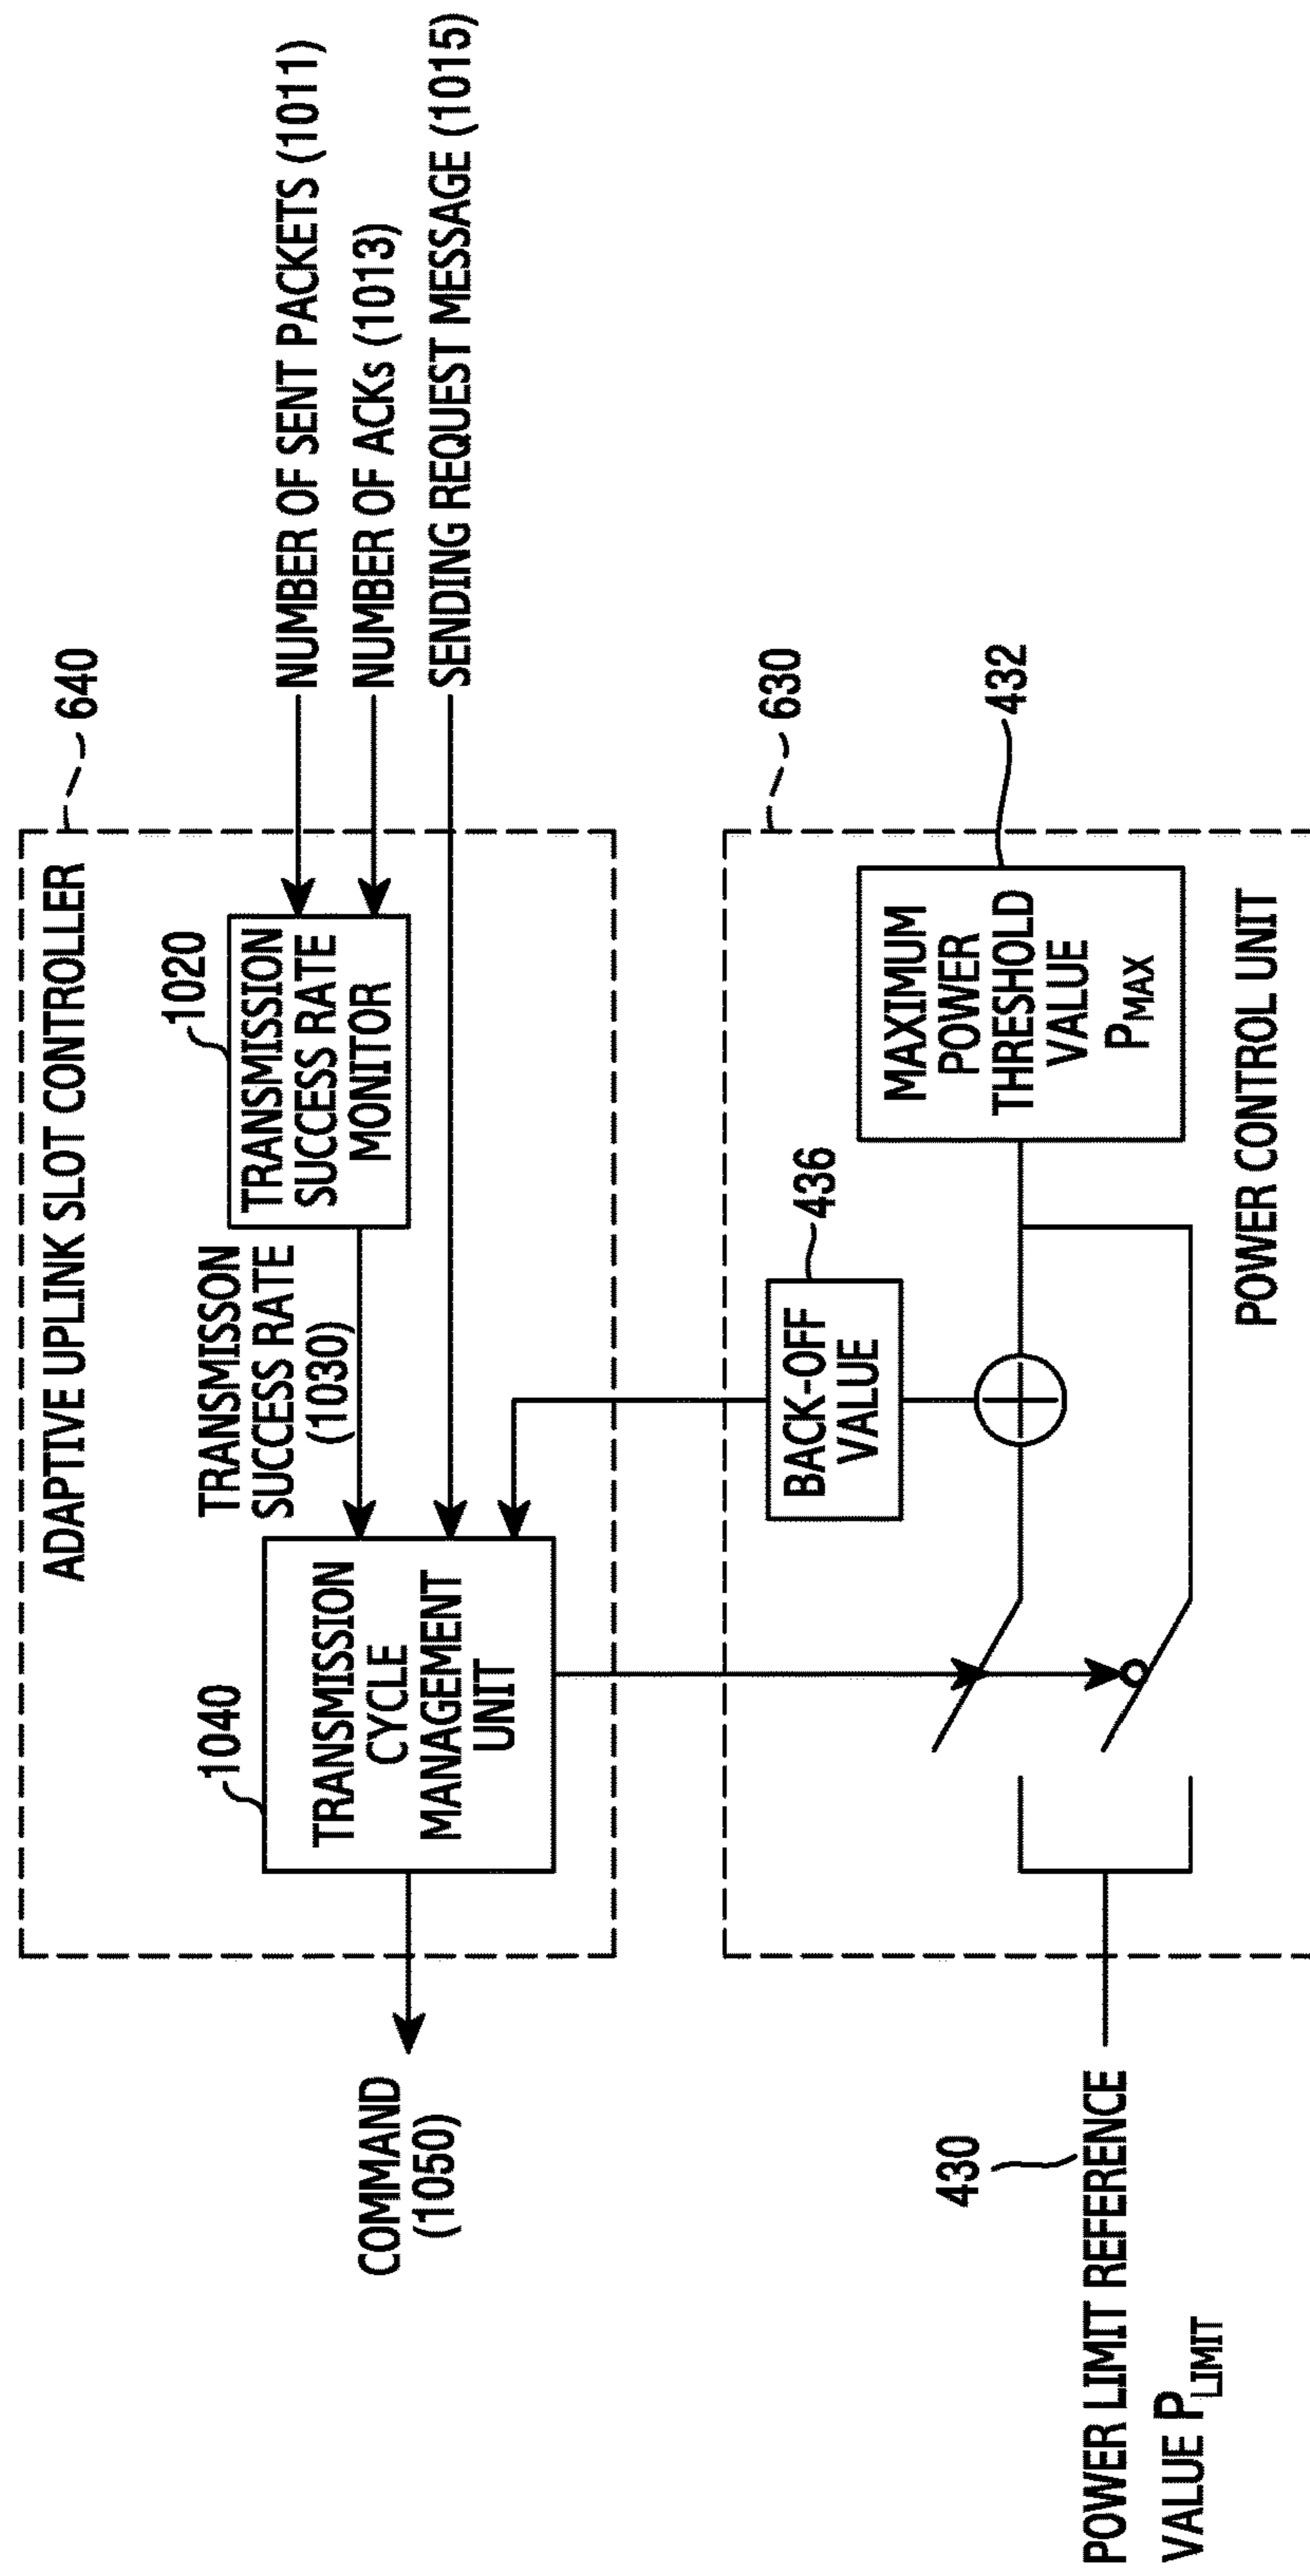 ADAPTIVE UPLINK SLOT CONTROLLER
640
COMMAND
(1050)
1040
TRANSMISSION
CYCLE
MANAGEMENT
UNIT
TRANSMISSON
SUCCESS RATE
(1030)
1020
TRANSMISSION
SUCCESS RATE
MONITOR
NUMBER OF SENT PACKETS (1011)
NUMBER OF ACKs (1013)
SENDING REQUEST MESSAGE (1015)
630
430
POWER LIMIT REFERENCE
VALUE PLIMIT
436
BACK-OFF
VALUE
432
MAXIMUM
POWER
THRESHOLD
VALUE
PMAX
POWER CONTROL UNIT